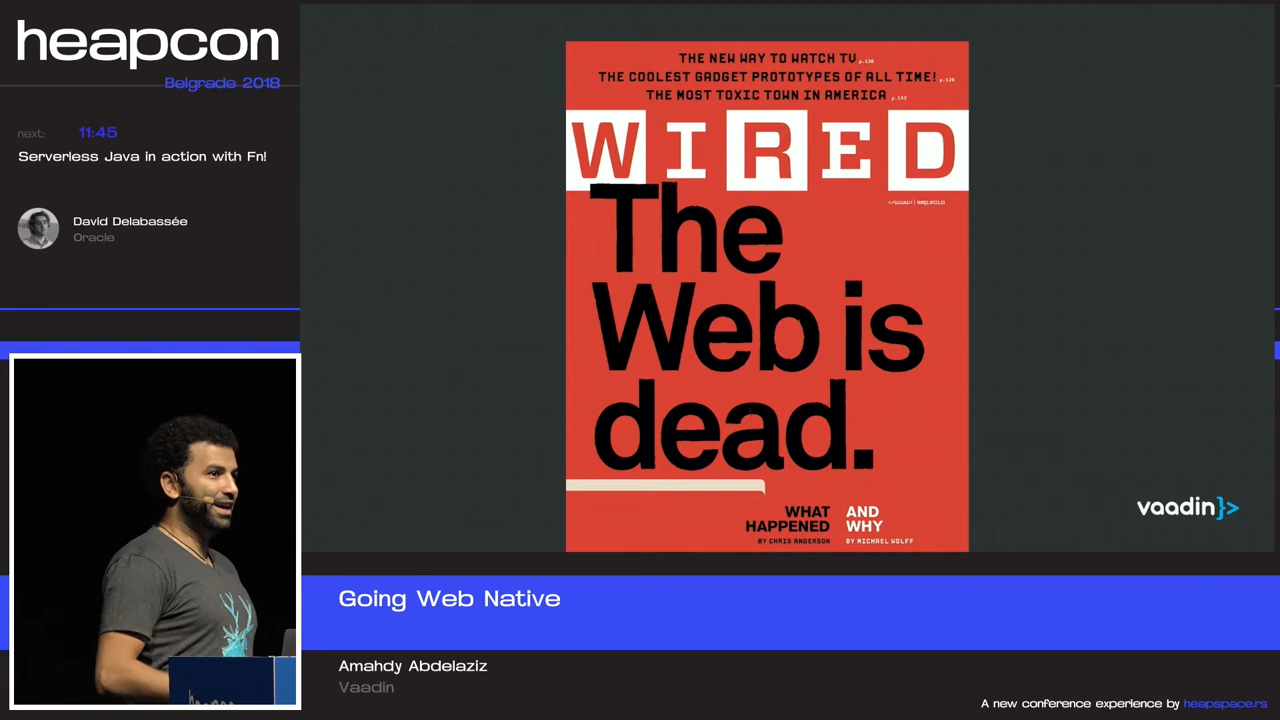 heapcon
Belgrade 2018
next: 11:45
Serverless Java in action with Fn!
David Delabassée
Oracle
THE NEW WAY TO WATCH TV p.126
THE COOLEST GADGET PROTOTYPES OF ALL TIME!
THE MOST TOXIC TOWN IN AMERICA
WIRED
SEP.2010
The
Web is
dead.
WHAT
HAPPENED
BY CHRIS ANDERSON
AND
WHY
BY MICHAEL WOLFF
vaadin}>
Going Web Native
Amahdy Abdelaziz
Vaadin
A new conference experience by heapspace.rs